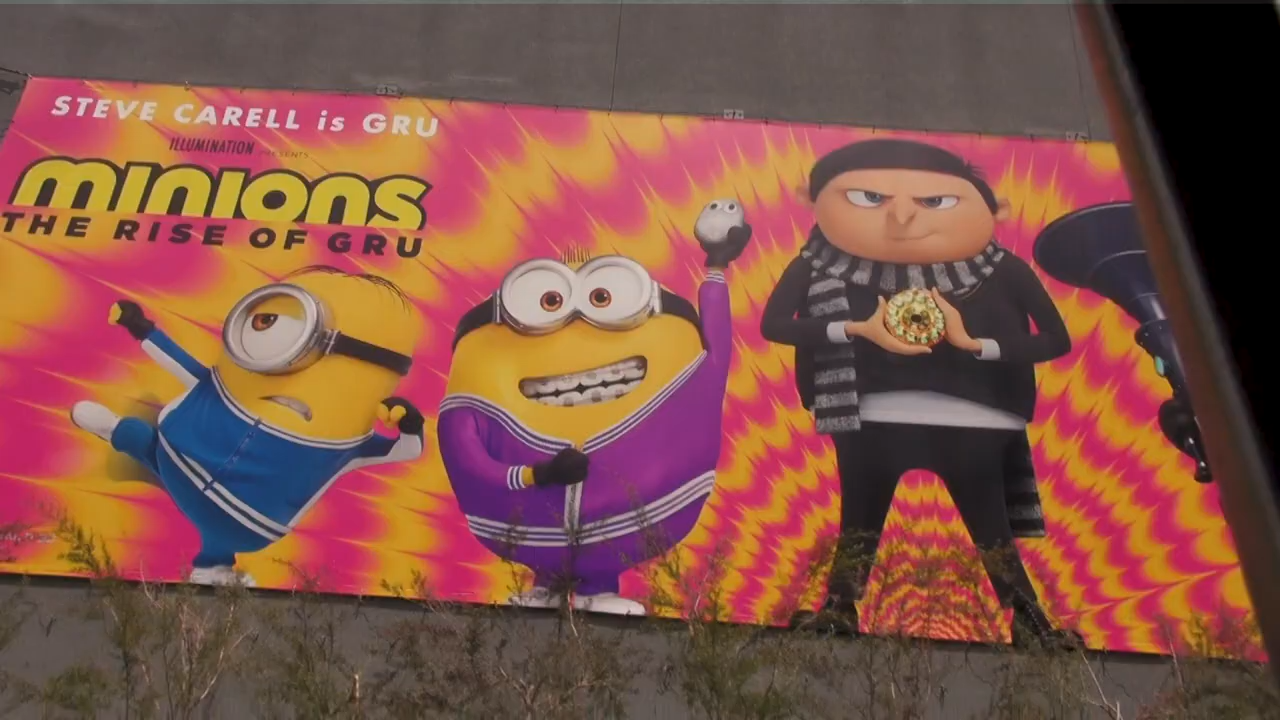 STEVE CARELL is GRU
ILLUMINATION PRESENTS
minions
THE RISE OF GRU